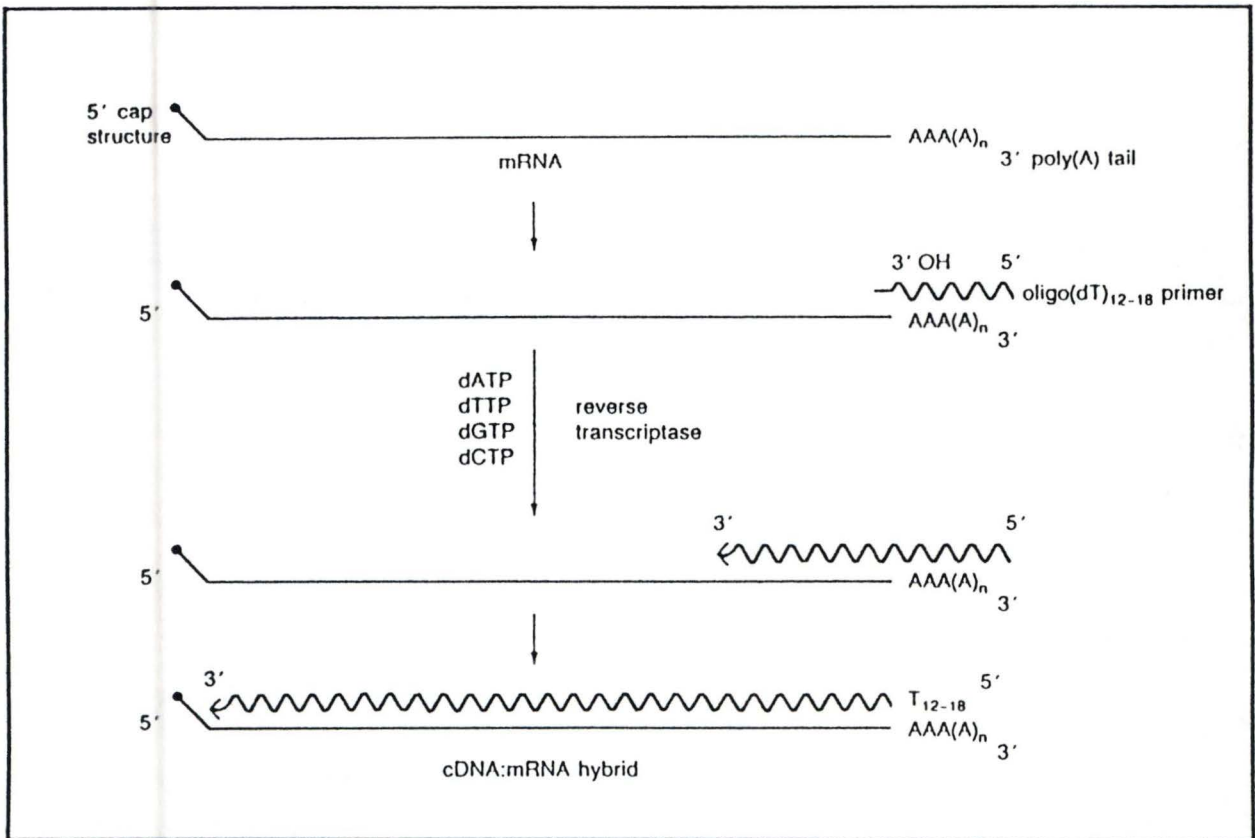 5′ cap
structure
mRNA
AAA(A)n
3′ poly(A) tail
3′ OH 5′
oligo(dT)12-18 primer
5′
AAA(A)n
3′
dATP
dTTP
dGTP
dCTP
reverse
transcriptase
3′ 5′
5′
AAA(A)n
3′
3′ 5′
T12-18
5′
AAA(A)n
3′
cDNA:mRNA hybrid